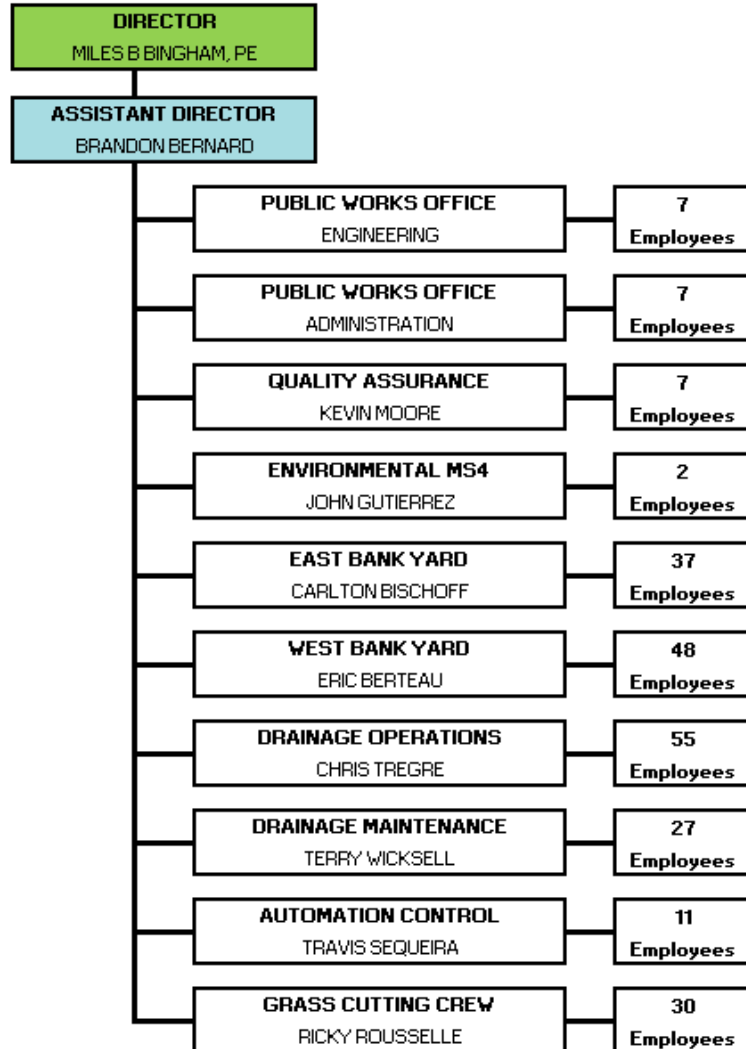 DIRECTOR
MILES B BINGHAM, PE
ASSISTANT DIRECTOR
BRANDON BERNARD
PUBLIC WORKS OFFICE
ENGINEERING
7
Employees
PUBLIC WORKS OFFICE
ADMINISTRATION
7
Employees
QUALITY ASSURANCE
KEVIN MOORE
7
Employees
ENVIRONMENTAL MS4
JOHN GUTIERREZ
2
Employees
EAST BANK YARD
CARLTON BISCHOFF
37
Employees
WEST BANK YARD
ERIC BERTEAU
48
Employees
DRAINAGE OPERATIONS
CHRIS TREGRE
55
Employees
DRAINAGE MAINTENANCE
TERRY WICKSELL
27
Employees
AUTOMATION CONTROL
TRAVIS SEQUEIRA
11
Employees
GRASS CUTTING CREW
RICKY ROUSSELLE
30
Employees